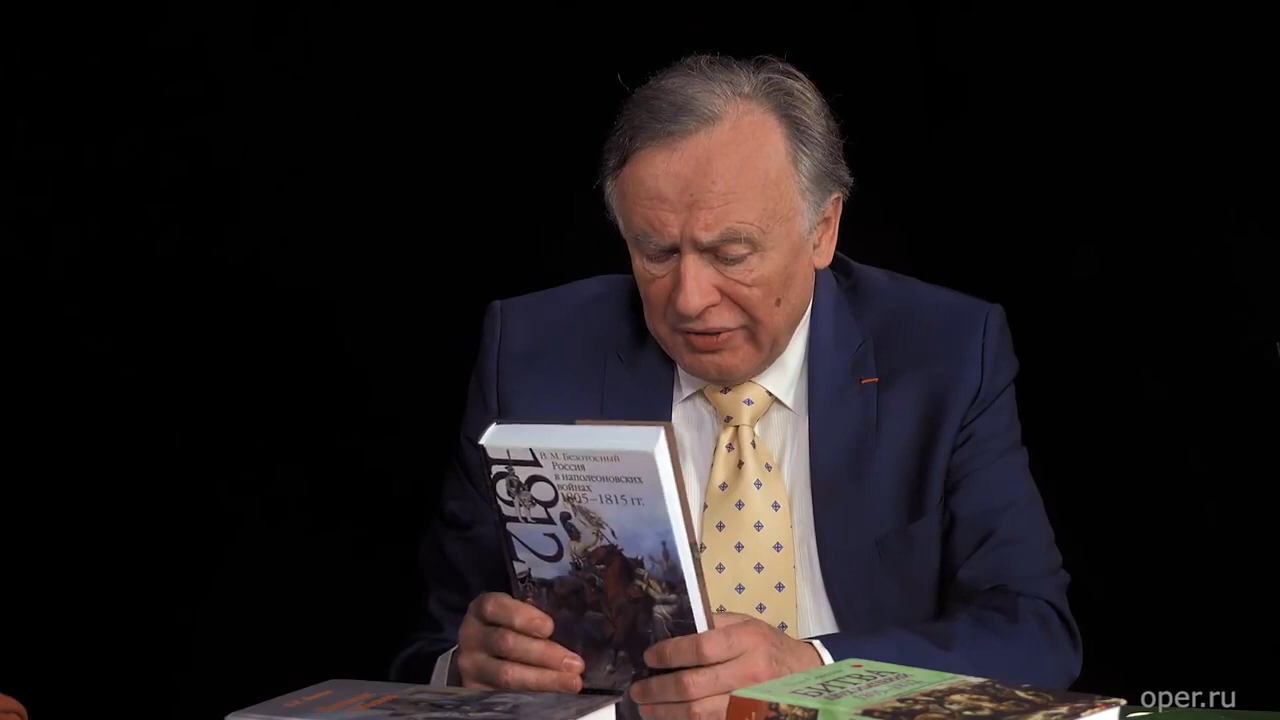 В. М. Безотосный
Россия
в наполеоновских
войнах
1805–1815 гг.
1812
БИТВА
oper.ru